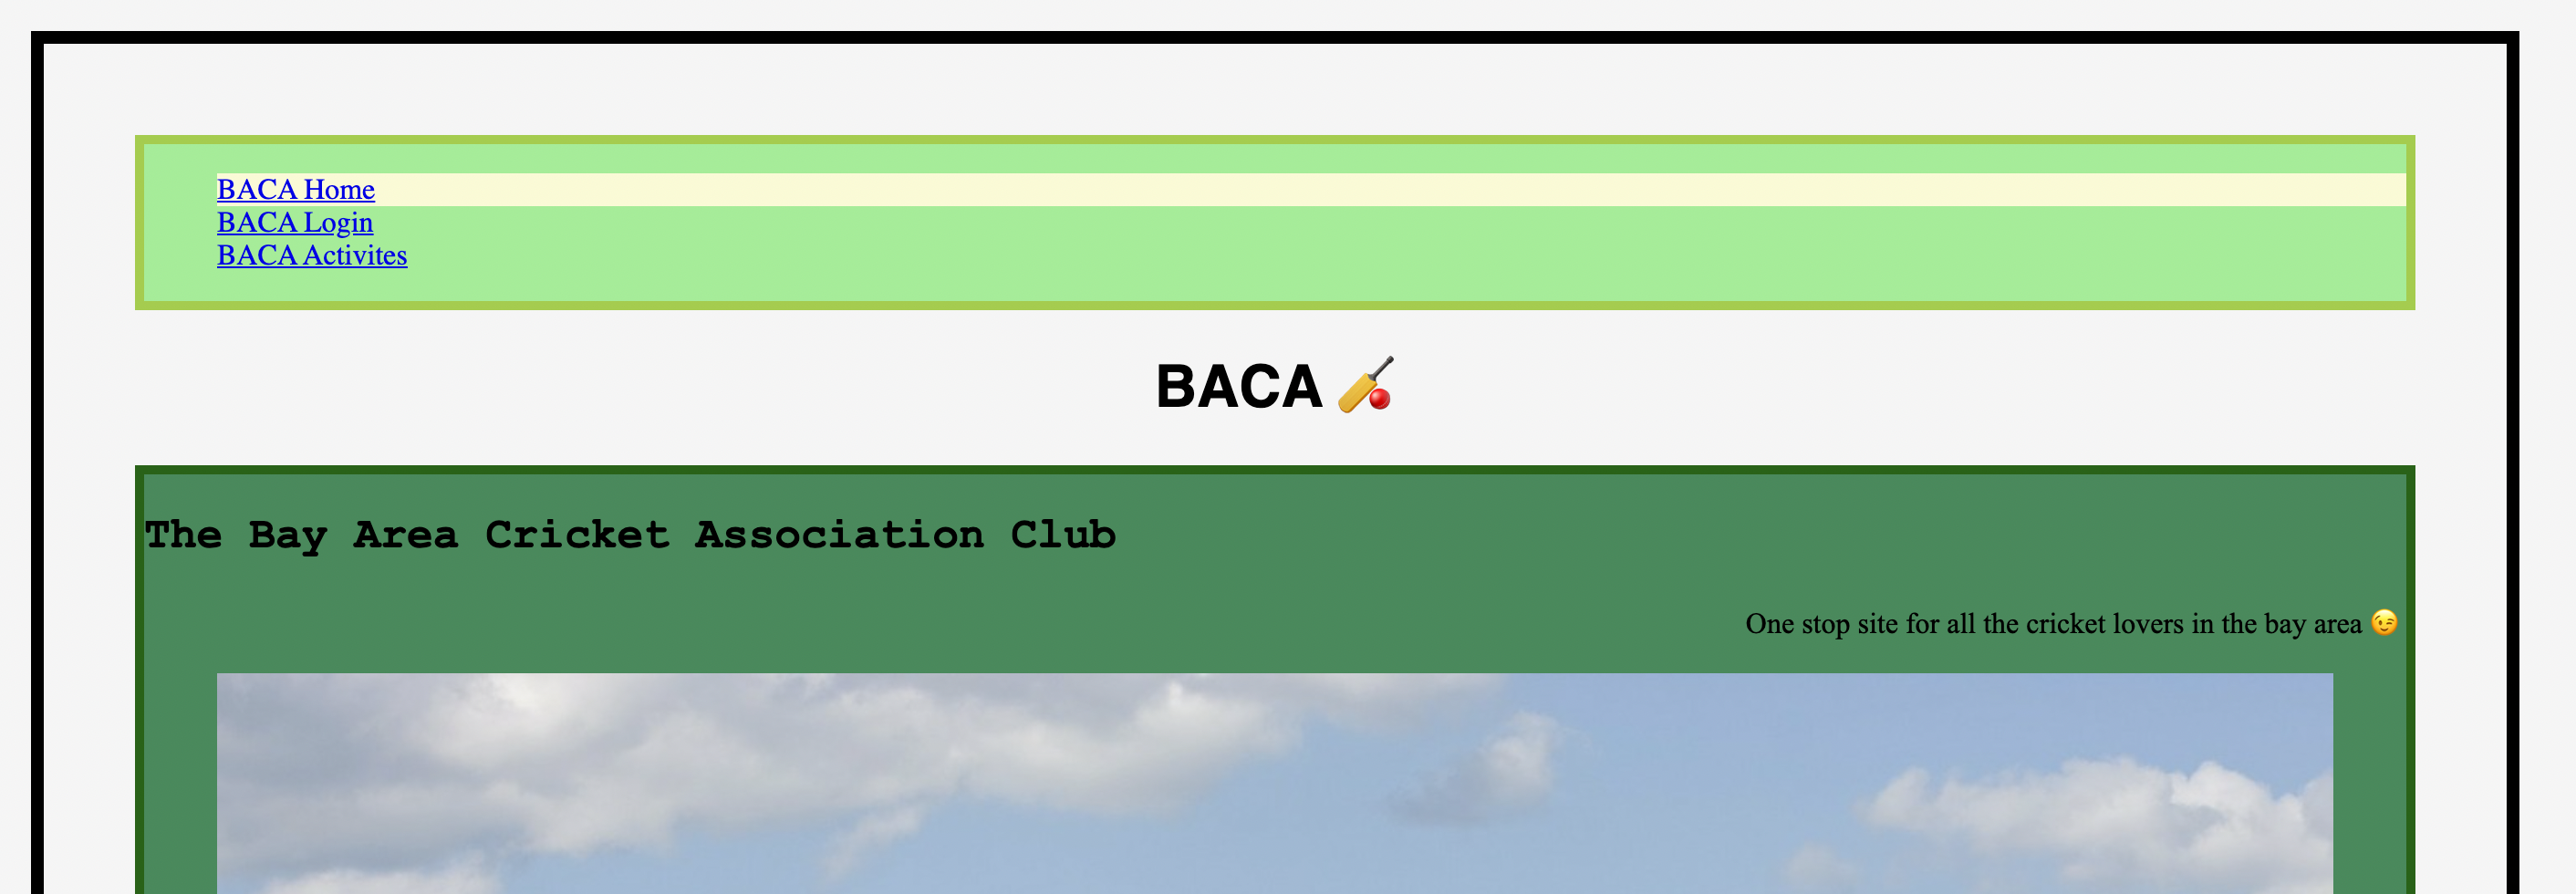 BACA Home
BACA Login
BACA Activites
BACA 🏏
The Bay Area Cricket Association Club
One stop site for all the cricket lovers in the bay area 😉